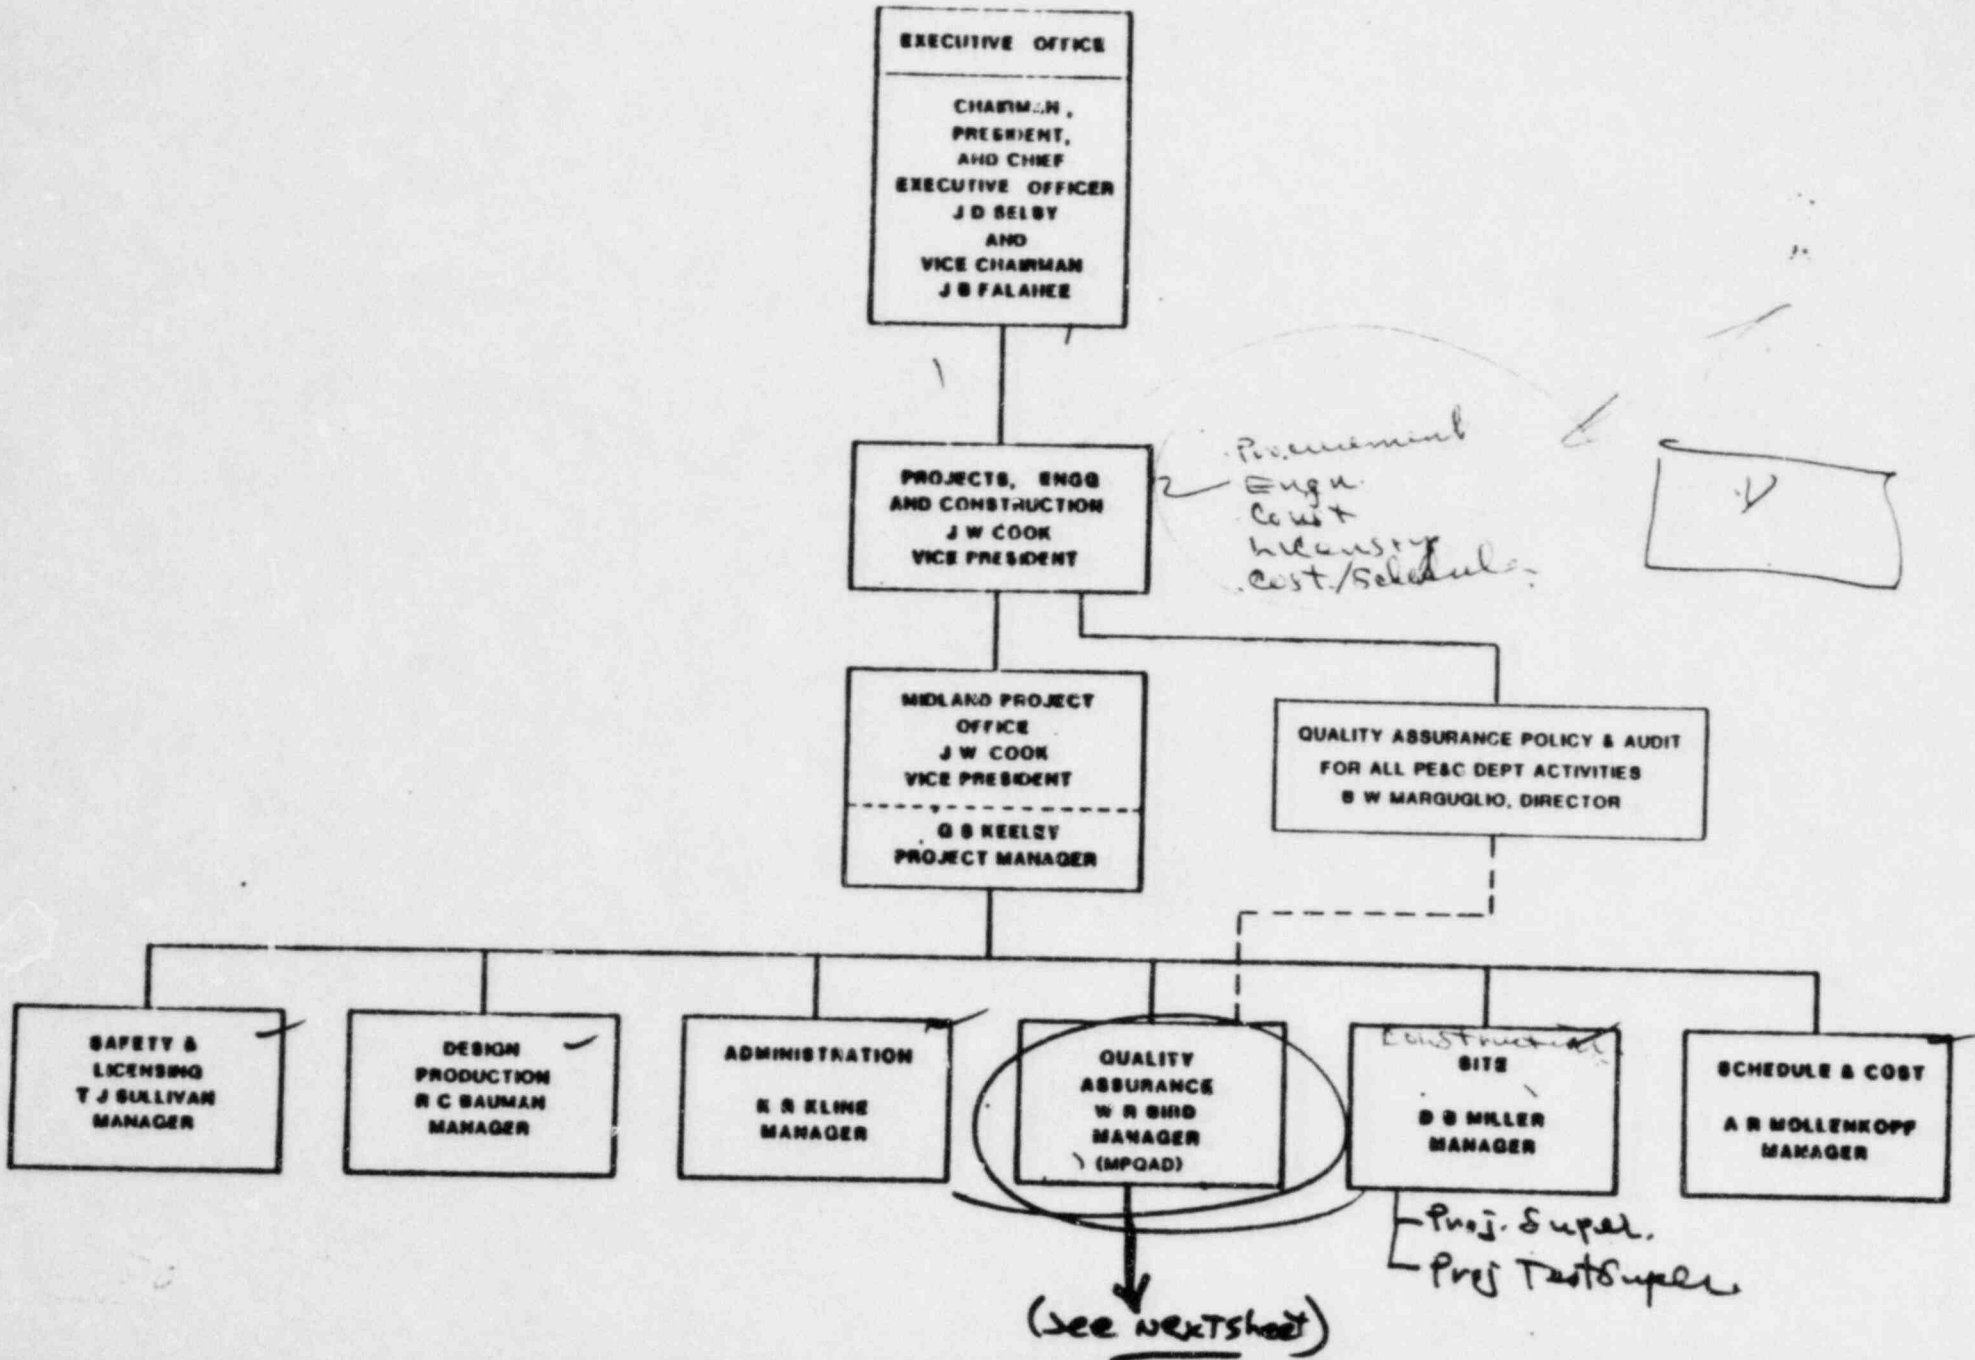 EXECUTIVE OFFICE
CHAIRMAN,
PRESIDENT,
AND CHIEF
EXECUTIVE OFFICER
J D SELBY
AND
VICE CHAIRMAN
J B FALAHEE
PROJECTS, ENGG
AND CONSTRUCTION
J W COOK
VICE PRESIDENT
Procurement
Engn.
Const
Licensing
Cost/Schedule
MIDLAND PROJECT
OFFICE
J W COOK
VICE PRESIDENT
G S KEELEY
PROJECT MANAGER
QUALITY ASSURANCE POLICY & AUDIT
FOR ALL PE&C DEPT ACTIVITIES
B W MARGUGLIO, DIRECTOR
SAFETY &
LICENSING
T J SULLIVAN
MANAGER
DESIGN
PRODUCTION
R C BAUMAN
MANAGER
ADMINISTRATION
K R KLINE
MANAGER
QUALITY
ASSURANCE
W R BIRD
MANAGER
(MPQAD)
Construction
SITE
D B MILLER
MANAGER
SCHEDULE & COST
A R MOLLENKOPF
MANAGER
Proj. Super.
Proj Test Super.
(See Next Sheet)